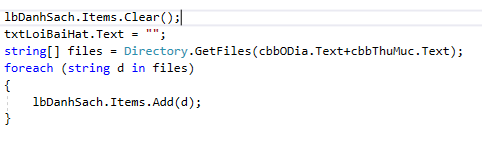 lbDanhSach.Items.Clear();
txtLoiBaiHat.Text = "";
string[] files = Directory.GetFiles(cbbODia.Text+cbbThuMuc.Text);
foreach (string d in files)
{
    lbDanhSach.Items.Add(d);
}